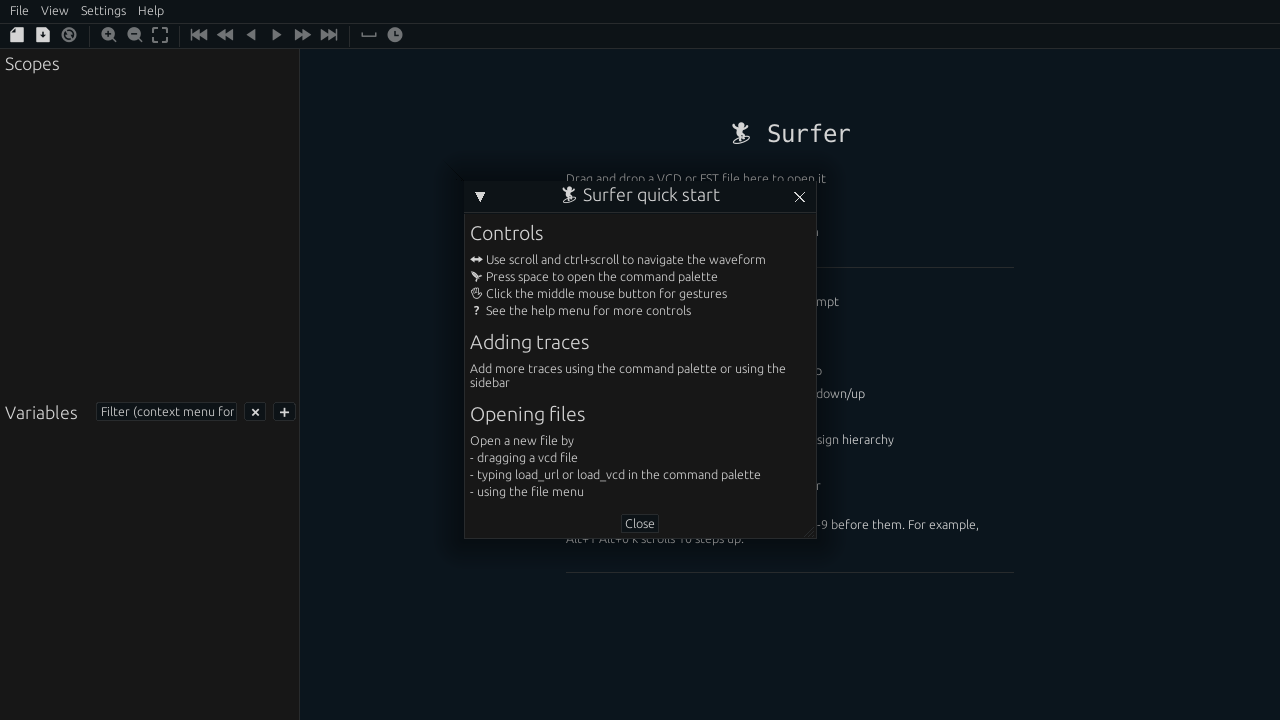 File View Settings Help
Scopes
Surfer
Drag and drop a VCD or FST file here to open it
Surfer quick start
Controls
Use scroll and ctrl+scroll to navigate the waveform
Press space to open the command palette
Click the middle mouse button for gestures
? See the help menu for more controls
Adding traces
Add more traces using the command palette or using the
sidebar
Opening files
Open a new file by
- dragging a vcd file
- typing load_url or load_vcd in the command palette
- using the file menu
Close
down/up
hierarchy
-9 before them. For example,
Alt+1 Alt+0 k scrolls 10 steps up.
Variables
Filter (context menu for